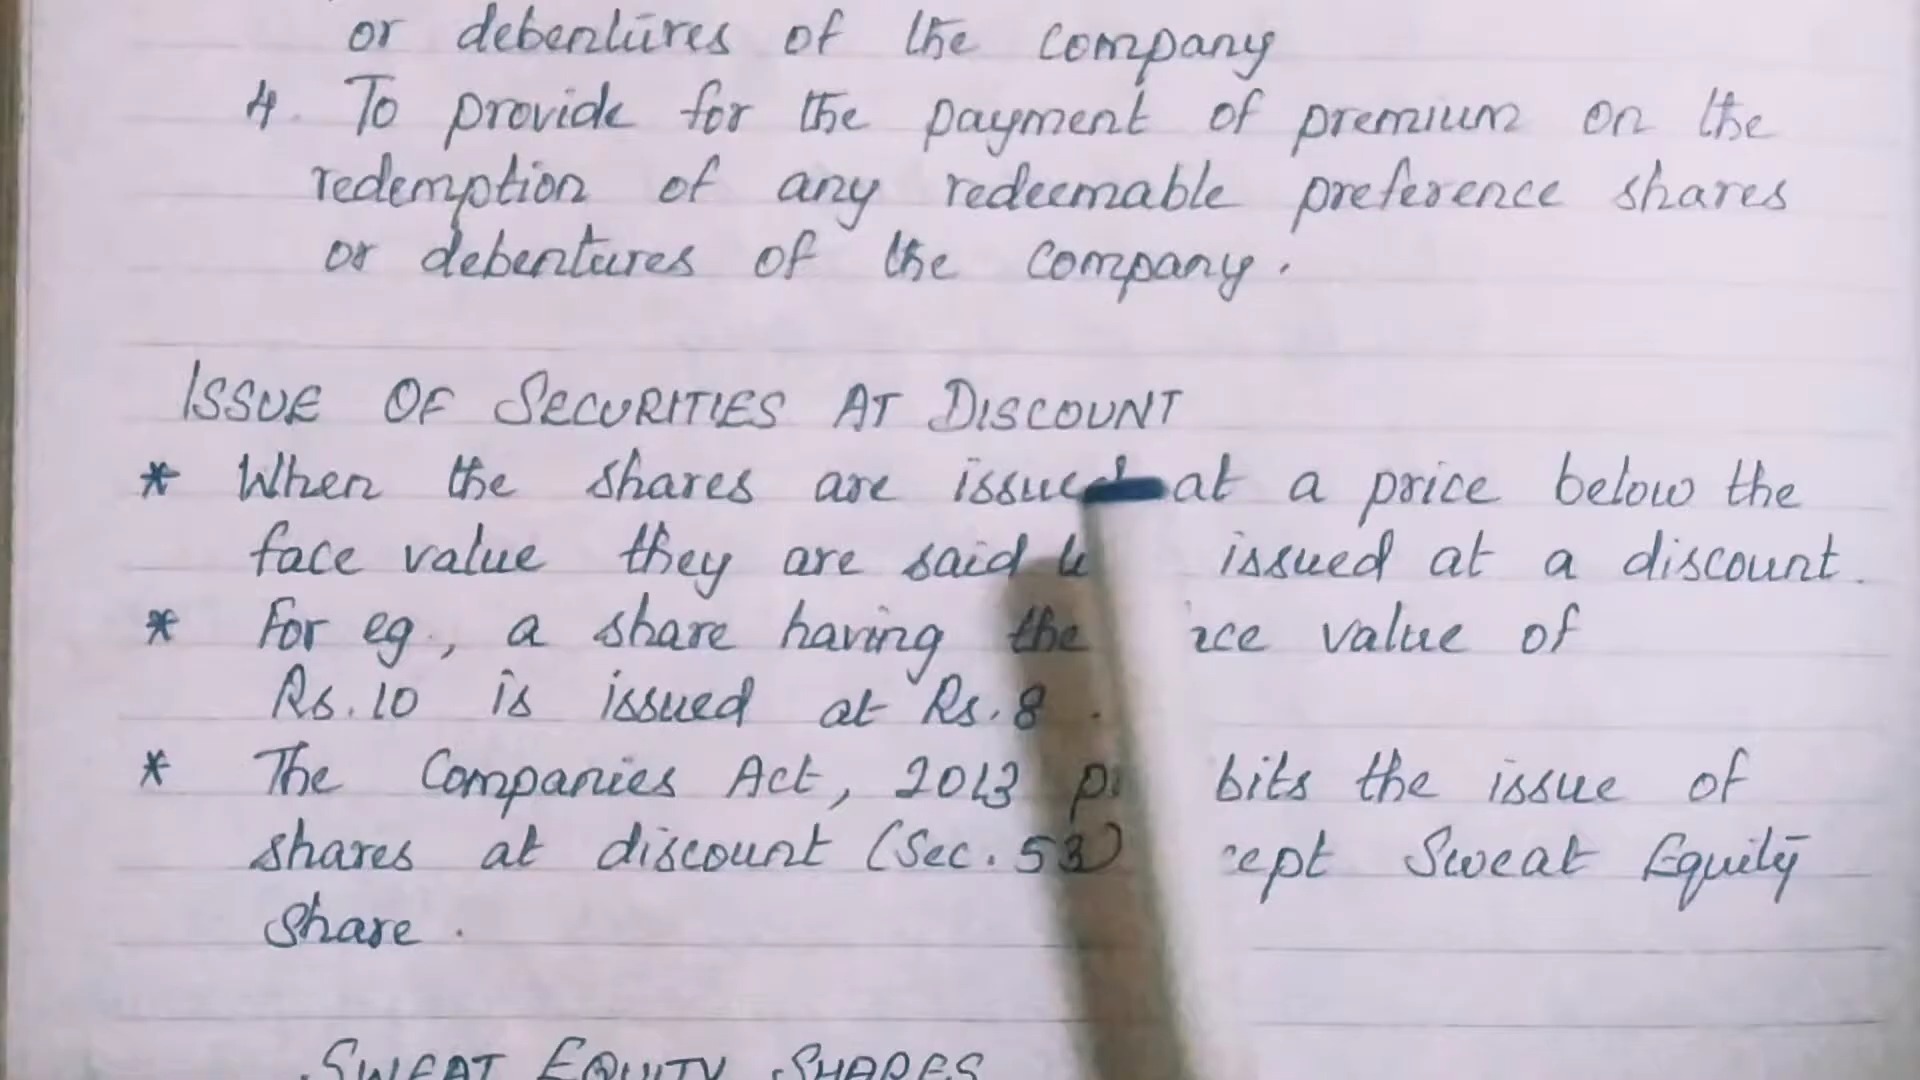 or debentures of the company
4. To provide for the payment of premium on the
redemption of any redeemable preference shares
or debentures of the company.
ISSUE OF SECURITIES AT DISCOUNT
* When the shares are issued at a price below the
face value they are said issued at a discount.
* For eg., a share having the value of
Rs. 10 is issued at Rs. 8.
* The Companies Act, 2013 the issue of
shares at discount (Sec. 53) Sweat Equity
Share.
SWEAT EQUITY SHARES